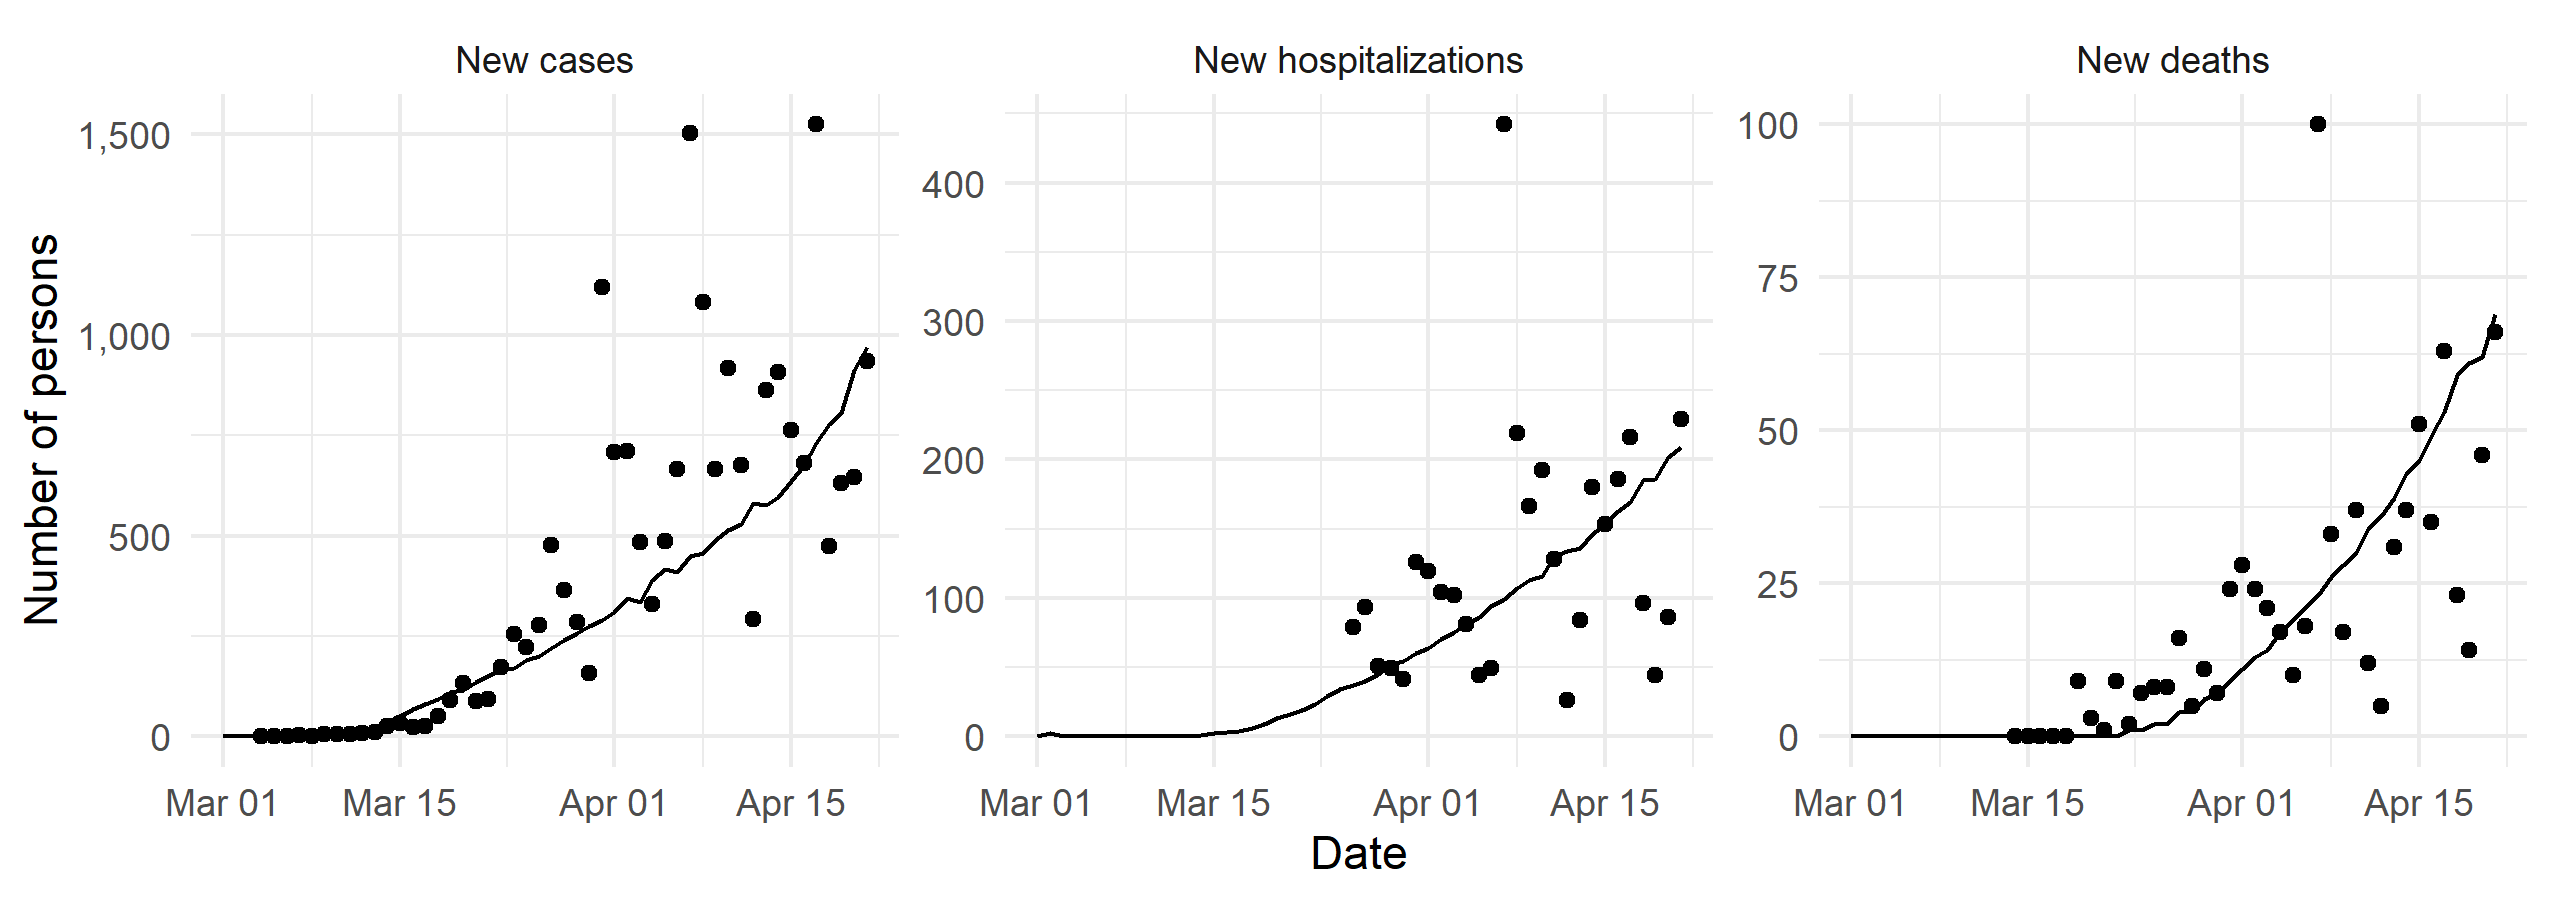 New cases
New hospitalizations
New deaths
Number of persons
1,500
1,000
500
0
Mar 01
Mar 15
Apr 01
Apr 15
400
300
200
100
0
Mar 01
Mar 15
Apr 01
Apr 15
100
75
50
25
0
Mar 01
Mar 15
Apr 01
Apr 15
Date